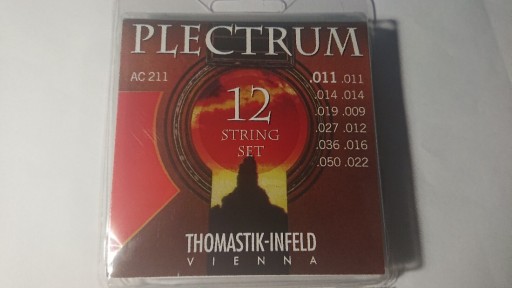 PLECTRUM
AC 211
.011 .011
.014 .014
.019 .009
.027 .012
.036 .016
.050 .022
12
STRING
SET
THOMASTIK-INFELD
VIENNA